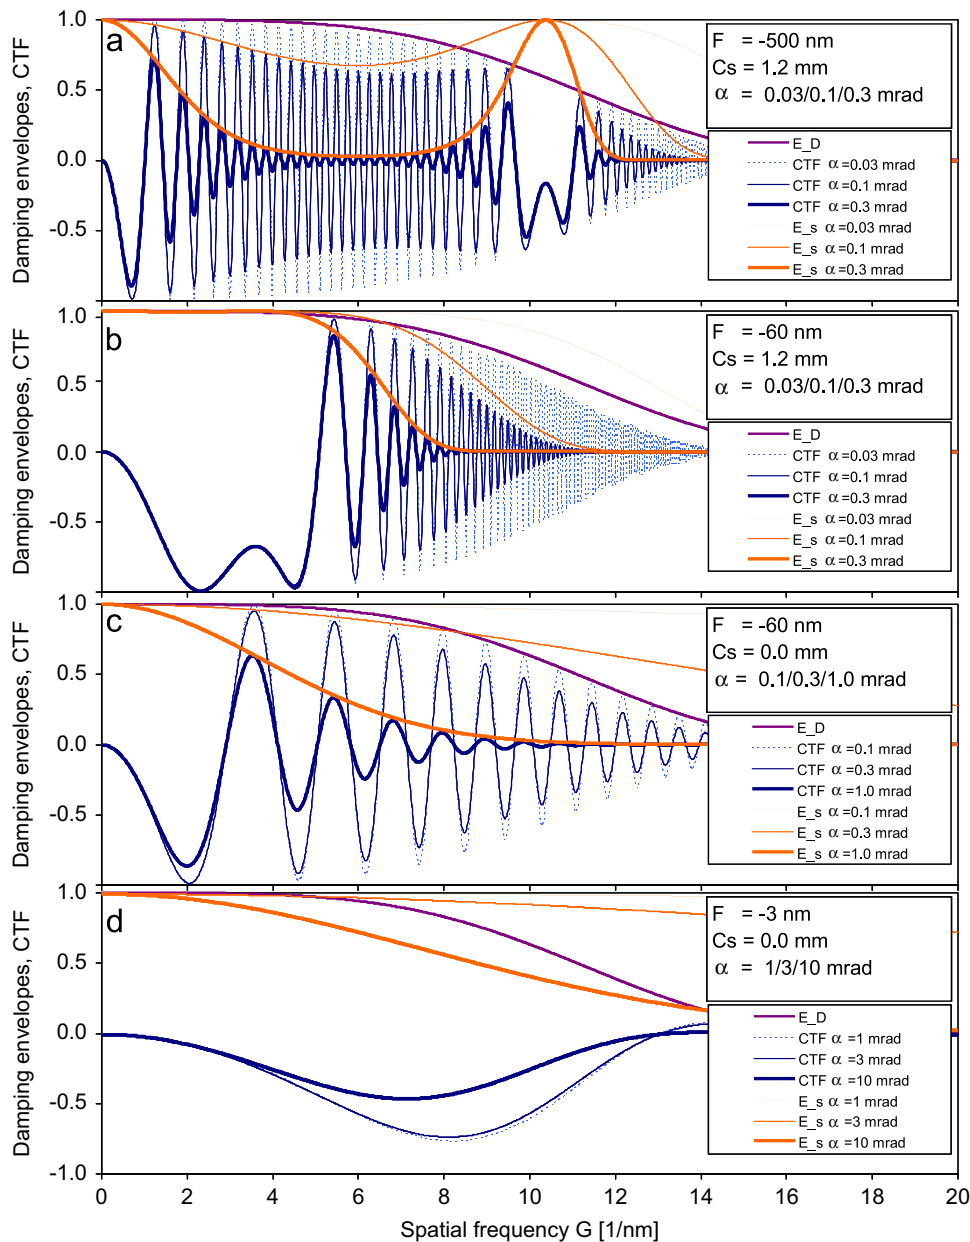 Damping envelopes, CTF
1.0
0.5
0.0
-0.5
a
F = -500 nm
Cs = 1.2 mm
α = 0.03/0.1/0.3 mrad
E_D
CTF α=0.03 mrad
CTF α=0.1 mrad
CTF α=0.3 mrad
E_s α=0.03 mrad
E_s α=0.1 mrad
E_s α=0.3 mrad
Damping envelopes, CTF
1.0
0.5
0.0
-0.5
b
F = -60 nm
Cs = 1.2 mm
α = 0.03/0.1/0.3 mrad
E_D
CTF α=0.03 mrad
CTF α=0.1 mrad
CTF α=0.3 mrad
E_s α=0.03 mrad
E_s α=0.1 mrad
E_s α=0.3 mrad
Damping envelopes, CTF
1.0
0.5
0.0
-0.5
c
F = -60 nm
Cs = 0.0 mm
α = 0.1/0.3/1.0 mrad
E_D
CTF α=0.1 mrad
CTF α=0.3 mrad
CTF α=1.0 mrad
E_s α=0.1 mrad
E_s α=0.3 mrad
E_s α=1.0 mrad
Damping envelopes, CTF
1.0
0.5
0.0
-0.5
-1.0
d
F = -3 nm
Cs = 0.0 mm
α = 1/3/10 mrad
E_D
CTF α=1 mrad
CTF α=3 mrad
CTF α=10 mrad
E_s α=1 mrad
E_s α=3 mrad
E_s α=10 mrad
0 2 4 6 8 10 12 14 16 18 20
Spatial frequency G [1/nm]